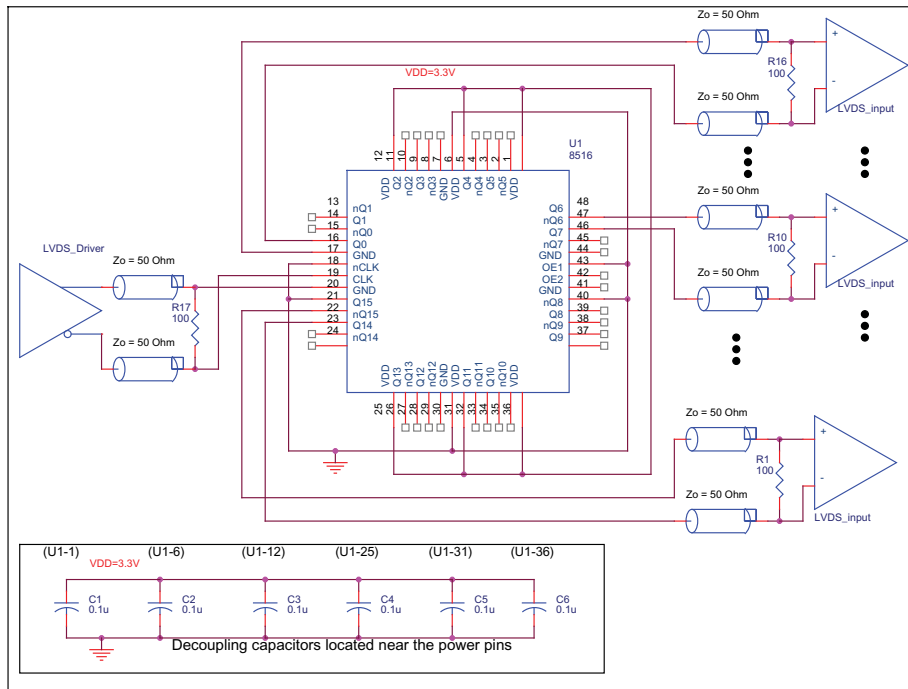 Zo = 50 Ohm
+
-
R16
100
LVDS_input
Zo = 50 Ohm
VDD=3.3V
U1
8516
12
11
10
9
8
7
6
5
4
3
2
1
VDD
Q2
nQ2
Q3
nQ3
GND
VDD
Q4
nQ4
Q5
nQ5
VDD
13
14
15
16
17
18
19
20
21
22
23
24
nQ1
Q1
nQ0
Q0
GND
nCLK
CLK
GND
Q15
nQ15
Q14
nQ14
Q6
nQ6
Q7
nQ7
GND
OE1
OE2
GND
nQ8
Q8
nQ9
Q9
48
47
46
45
44
43
42
41
40
39
38
37
VDD
Q13
nQ13
Q12
nQ12
GND
VDD
Q11
nQ11
Q10
nQ10
VDD
25
26
27
28
29
30
31
32
33
34
35
36
LVDS_Driver
Zo = 50 Ohm
R17
100
Zo = 50 Ohm
Zo = 50 Ohm
+
-
R10
100
LVDS_input
Zo = 50 Ohm
Zo = 50 Ohm
+
-
R1
100
Zo = 50 Ohm
LVDS_input
(U1-1) (U1-6) (U1-12) (U1-25) (U1-31) (U1-36)
VDD=3.3V
C1
0.1u
C2
0.1u
C3
0.1u
C4
0.1u
C5
0.1u
C6
0.1u
Decoupling capacitors located near the power pins